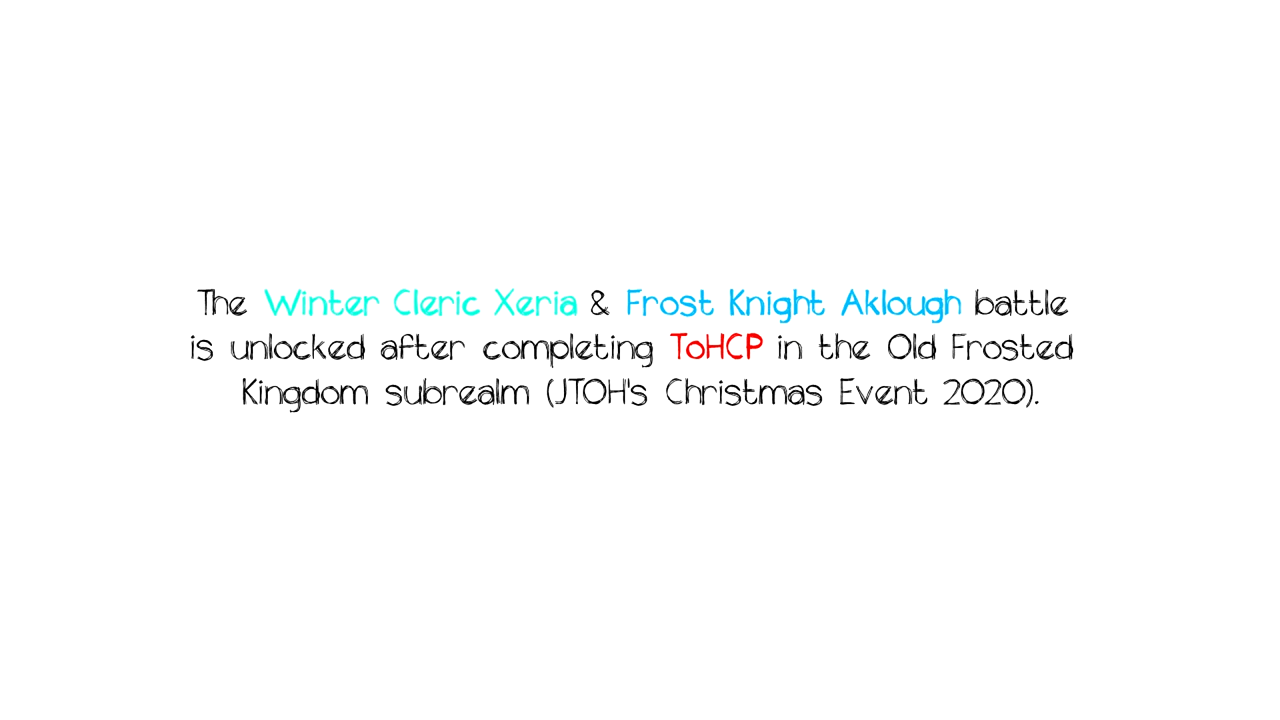 The Winter Cleric Xeria & Frost Knight Aklough battle
is unlocked after completing ToHCP in the Old Frosted
Kingdom subrealm (JTOH's Christmas Event 2020).